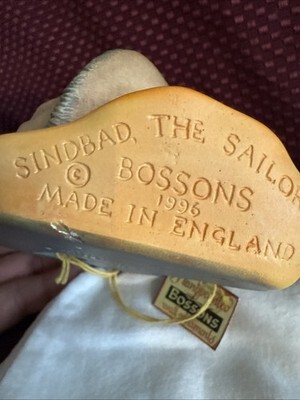 SINDBAD, THE SAILOR
© BOSSONS
1996
MADE IN ENGLAND
BOSSONS